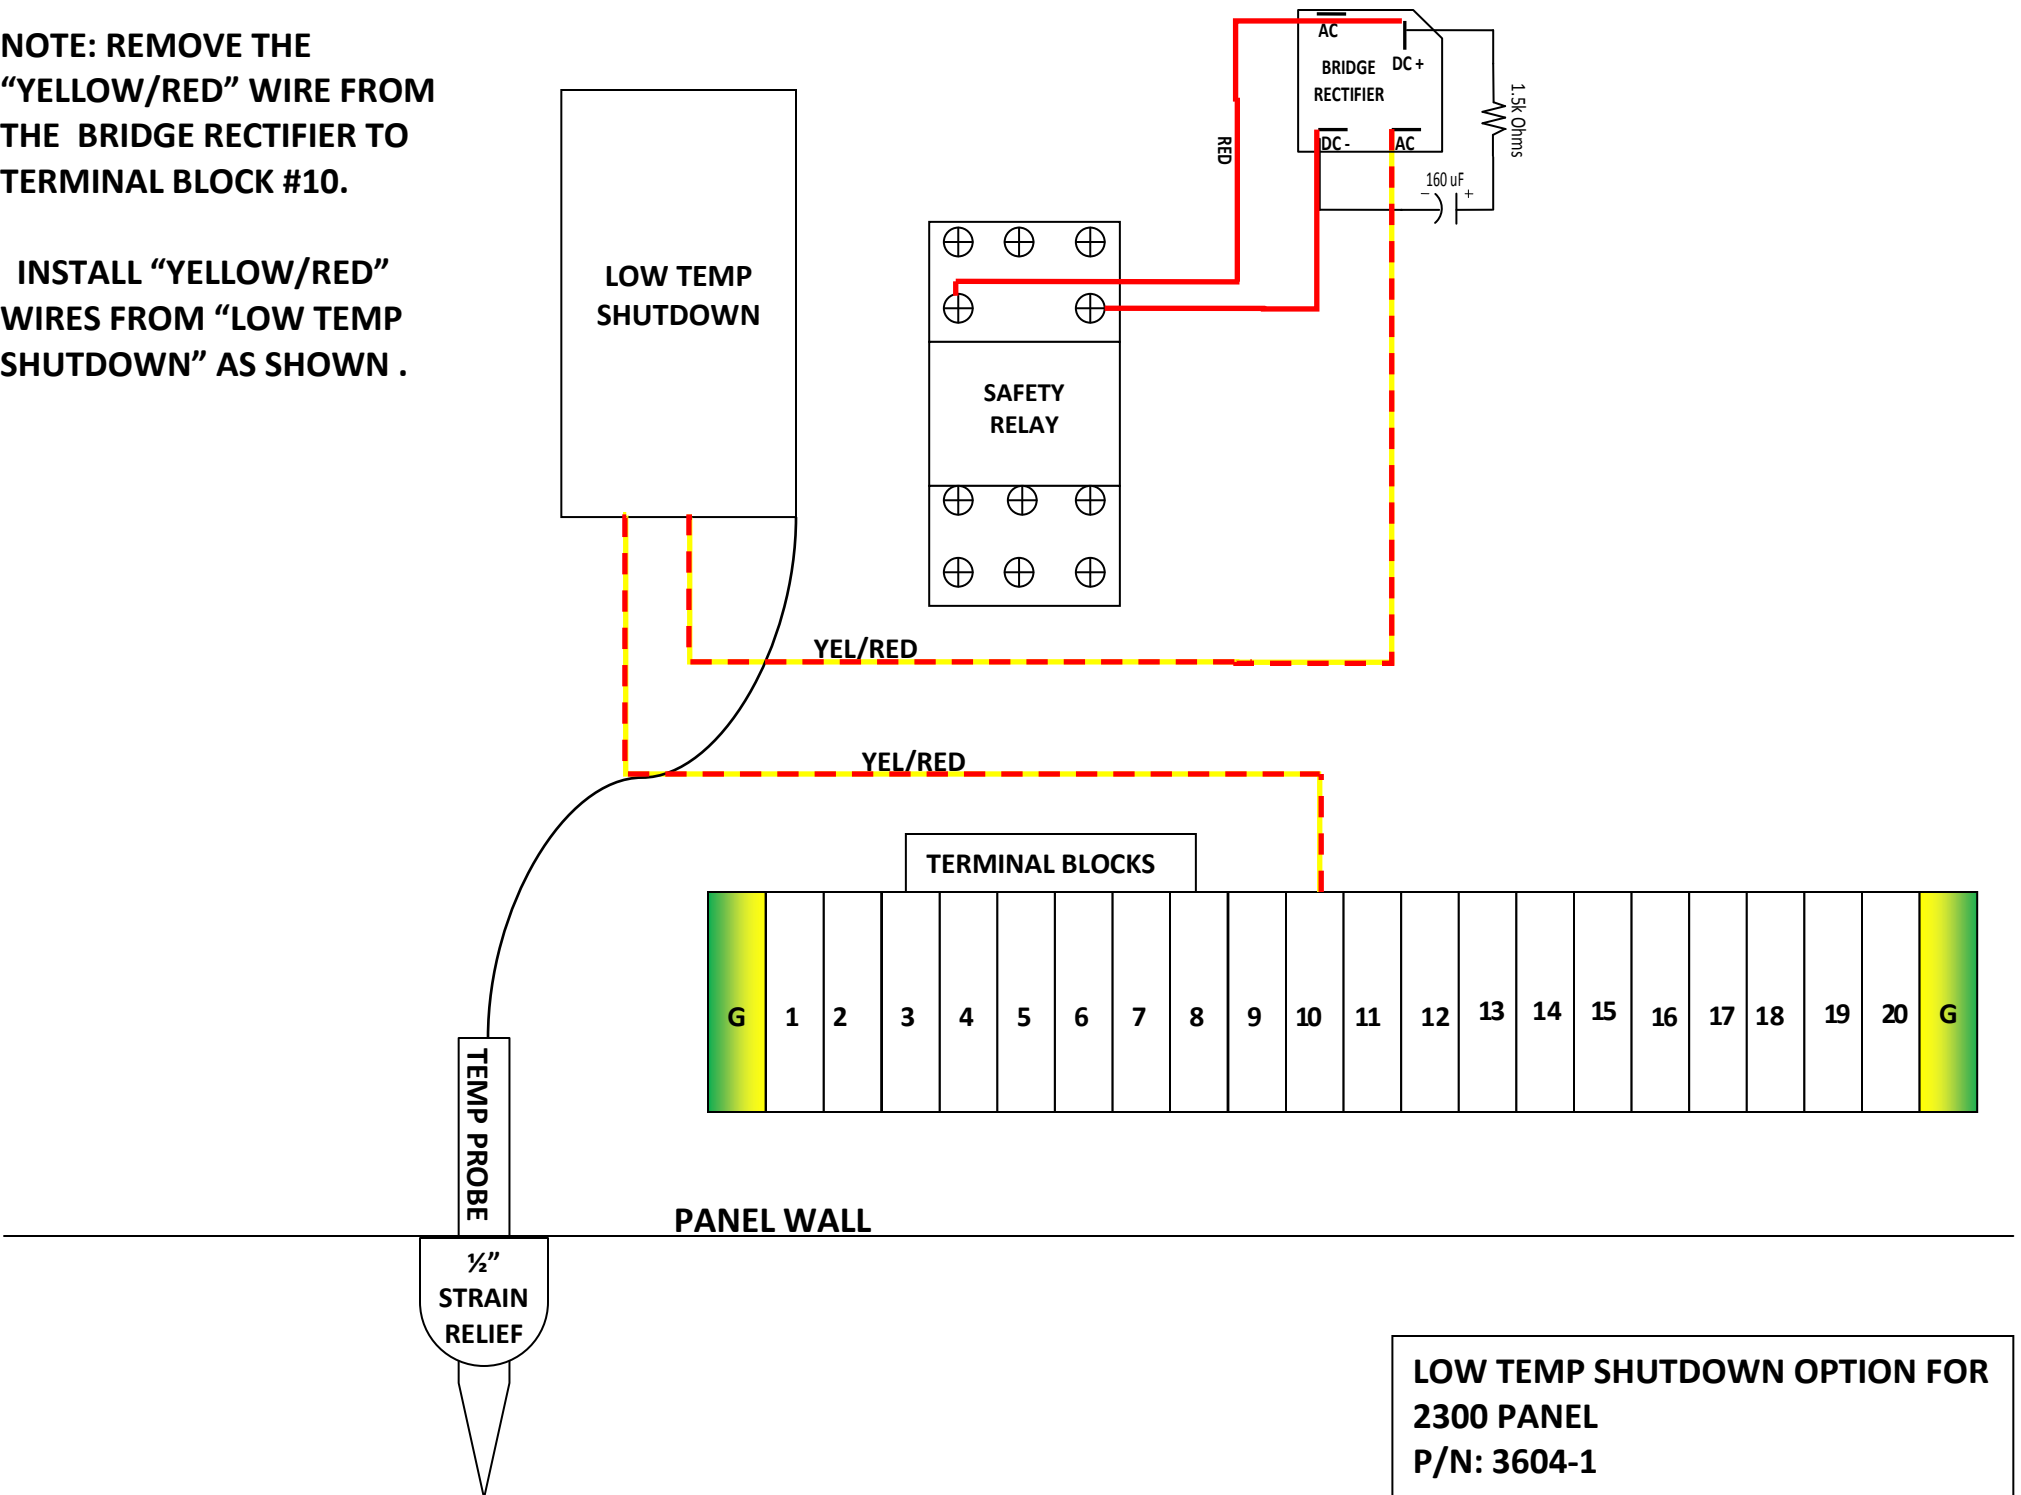 NOTE: REMOVE THE
“YELLOW/RED” WIRE FROM
THE BRIDGE RECTIFIER TO
TERMINAL BLOCK #10.
INSTALL “YELLOW/RED”
WIRES FROM “LOW TEMP
SHUTDOWN” AS SHOWN .
LOW TEMP
SHUTDOWN
AC
DC +
BRIDGE
RECTIFIER
DC -
AC
RED
1.5k Ohms
160 uF
− +
SAFETY
RELAY
YEL/RED
YEL/RED
TERMINAL BLOCKS
G 1 2 3 4 5 6 7 8 9 10 11 12 13 14 15 16 17 18 19 20 G
TEMP PROBE
PANEL WALL
½”
STRAIN
RELIEF
LOW TEMP SHUTDOWN OPTION FOR
2300 PANEL
P/N: 3604-1